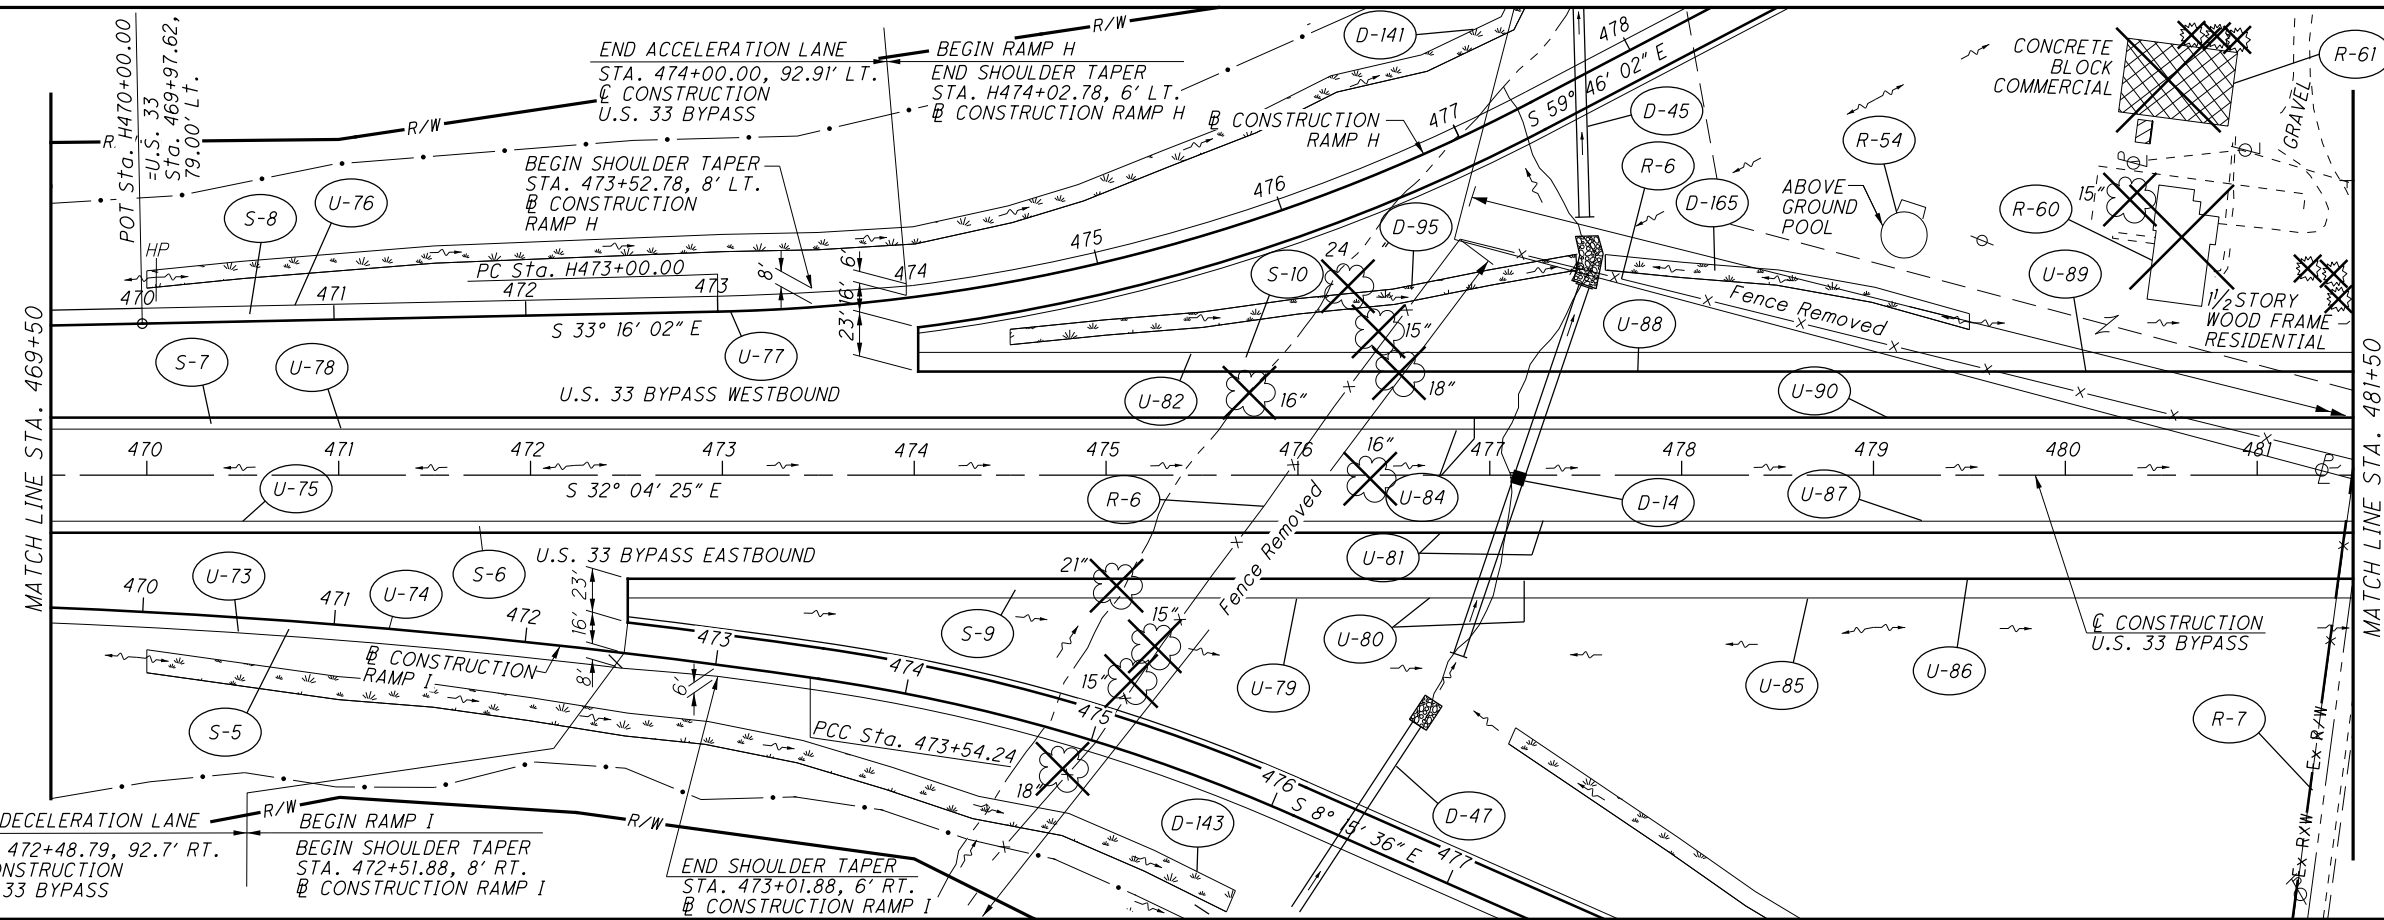 POT Sta. H470+00.00
=U.S. 33
Sta. 469+97.62,
79.00' Lt.
R/W
R/W
R/W
END ACCELERATION LANE
STA. 474+00.00, 92.91' LT.
℄ CONSTRUCTION
U.S. 33 BYPASS
BEGIN RAMP H
END SHOULDER TAPER
STA. H474+02.78, 6' LT.
℄ CONSTRUCTION RAMP H
BEGIN SHOULDER TAPER
STA. 473+52.78, 8' LT.
CONSTRUCTION
RAMP H
CONSTRUCTION
RAMP H
D-141
478
S 59° 46' 02" E
477
476
475
474
D-45
R-6
D-165
R-54
ABOVE
GROUND
POOL
CONCRETE
BLOCK
COMMERCIAL
R-61
GRAVEL
P
15"
R-60
U-89
1 1/2 STORY
WOOD FRAME
RESIDENTIAL
S-8
U-76
HP
PC Sta. H473+00.00
470
471
472
473
8'
6'
16'
23'
S 33° 16' 02" E
U-77
S-7
U-78
U.S. 33 BYPASS WESTBOUND
D-95
24"
S-10
15"
18"
16"
U-82
U-88
Fence Removed
U-90
MATCH LINE STA. 469+50
MATCH LINE STA. 481+50
470
471
472
473
474
475
476
477
478
479
480
481
16"
U-75
S 32° 04' 25" E
R-6
Fence Removed
U-84
D-14
U-87
P
U-81
U.S. 33 BYPASS EASTBOUND
S-6
U-73
U-74
470
471
472
23'
16'
8'
6'
21"
15"
15"
18"
S-9
U-79
U-80
U-85
U-86
℄ CONSTRUCTION
U.S. 33 BYPASS
CONSTRUCTION
RAMP I
S-5
473
474
475
476
477
PCC Sta. 473+54.24
S 8° 15' 36" E
D-143
D-47
R-7
Ex R/W
Ex R/W
DECELERATION LANE
472+48.79, 92.7' RT.
NSTRUCTION
33 BYPASS
R/W
R/W
BEGIN RAMP I
BEGIN SHOULDER TAPER
STA. 472+51.88, 8' RT.
CONSTRUCTION RAMP I
END SHOULDER TAPER
STA. 473+01.88, 6' RT.
CONSTRUCTION RAMP I